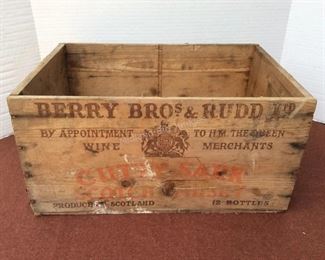 BERRY BROS & RUDD LTD
BY APPOINTMENT TO H.M. THE QUEEN
WINE MERCHANTS
CUTTY SARK
SCOTCH WHISKY
PRODUCE OF SCOTLAND 12 BOTTLES